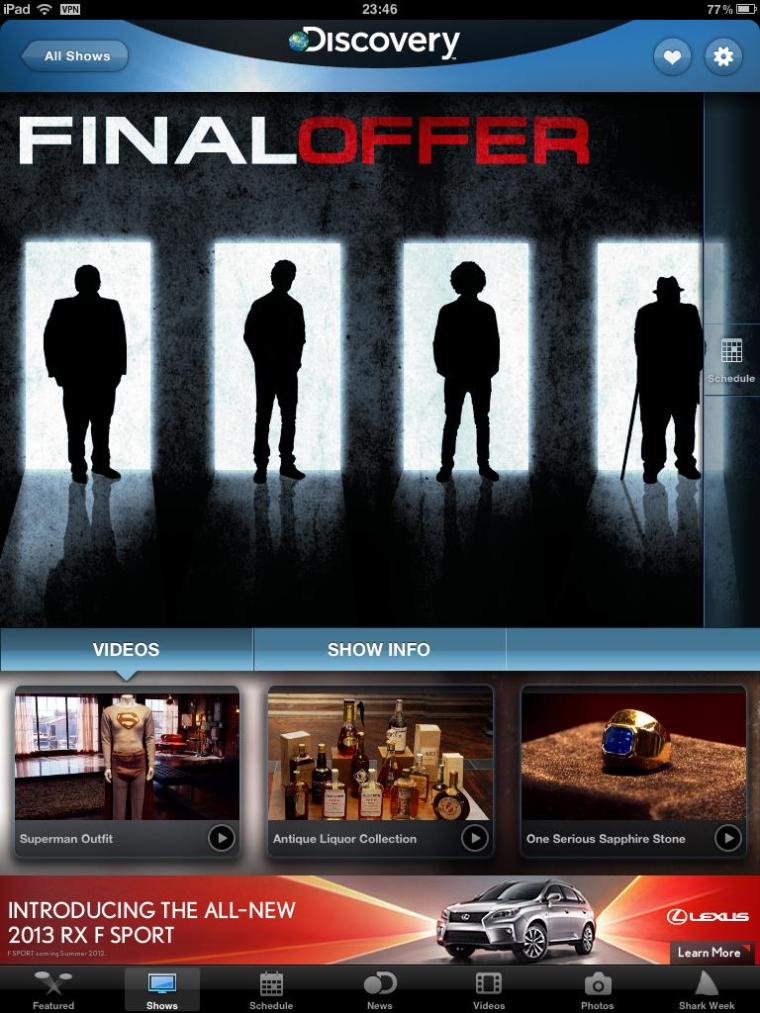 iPad VPN 23:46 77%
All Shows
Discovery
FINAL OFFER
Schedule
VIDEOS
SHOW INFO
Superman Outfit
Antique Liquor Collection
One Serious Sapphire Stone
INTRODUCING THE ALL-NEW
2013 RX F SPORT
F SPORT coming Summer 2012.
LEXUS
Learn More
Featured
Shows
Schedule
News
Videos
Photos
Shark Week